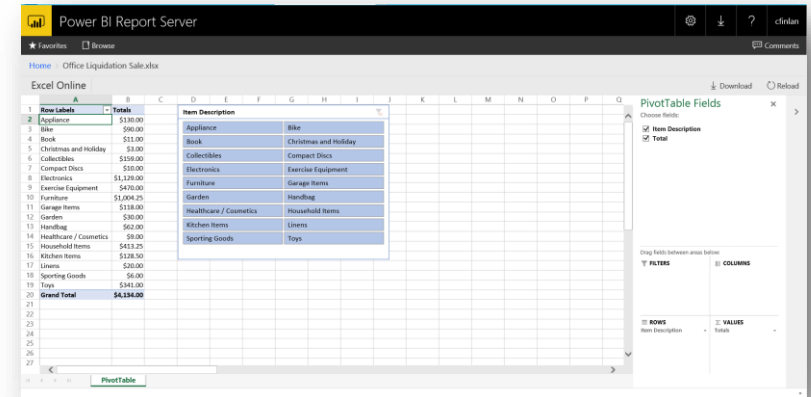 Power BI Report Server
? cfinlan
Favorites Browse
Comments
Home > Office Liquidation Sale.xlsx
Excel Online
Download Reload
A B C D E F G H I J K L M N O P Q
1 Row Labels Totals
2 Appliance $130.00
3 Bike $90.00
4 Book $11.00
5 Christmas and Holiday $3.00
6 Collectibles $159.00
7 Compact Discs $10.00
8 Electronics $1,129.00
9 Exercise Equipment $470.00
10 Furniture $1,004.25
11 Garage Items $118.00
12 Garden $30.00
13 Handbag $62.00
14 Healthcare / Cosmetics $9.00
15 Household Items $413.25
16 Kitchen Items $128.50
17 Linens $20.00
18 Sporting Goods $6.00
19 Toys $341.00
20 Grand Total $4,134.00
21
22
23
24
25
26
27
Item Description
Appliance Bike
Book Christmas and Holiday
Collectibles Compact Discs
Electronics Exercise Equipment
Furniture Garage Items
Garden Handbag
Healthcare / Cosmetics Household Items
Kitchen Items Linens
Sporting Goods Toys
PivotTable Fields
Choose fields:
Item Description
Total
Drag fields between areas below:
FILTERS COLUMNS
ROWS VALUES
Item Description Totals
PivotTable